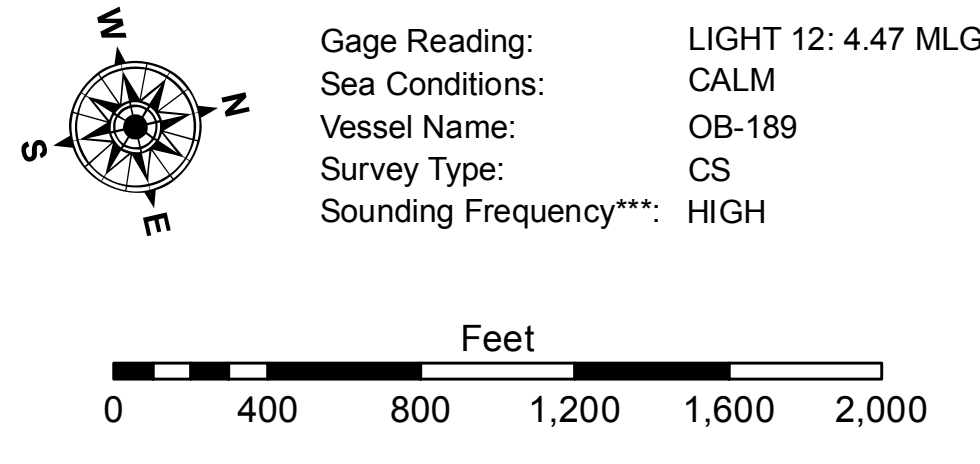 W
N
S
E
Gage Reading: LIGHT 12: 4.47 MLG
Sea Conditions: CALM
Vessel Name: OB-189
Survey Type: CS
Sounding Frequency***: HIGH
Feet
0 400 800 1,200 1,600 2,000